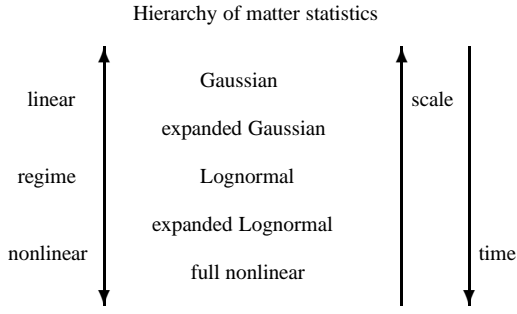 Hierarchy of matter statistics
Gaussian
linear
scale
expanded Gaussian
regime
Lognormal
expanded Lognormal
nonlinear
time
full nonlinear